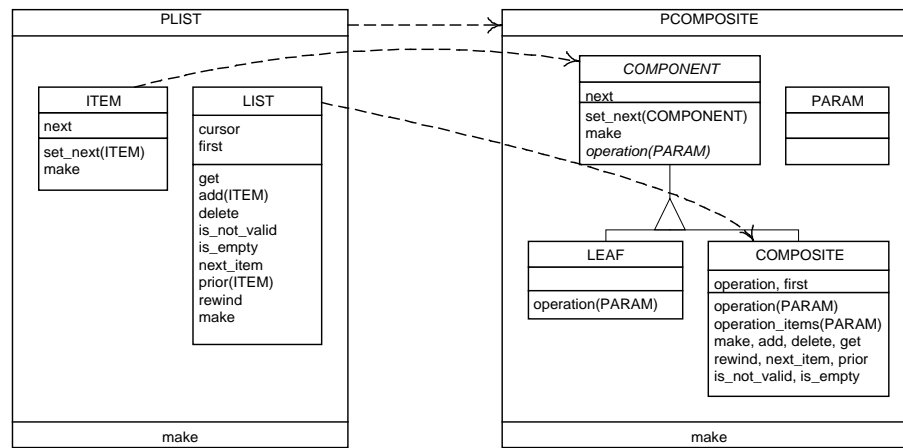 PLIST
ITEM
next
set_next(ITEM)
make
LIST
cursor
first
get
add(ITEM)
delete
is_not_valid
is_empty
next_item
prior(ITEM)
rewind
make
make
PCOMPOSITE
COMPONENT
next
set_next(COMPONENT)
make
operation(PARAM)
PARAM
LEAF
operation(PARAM)
COMPOSITE
operation, first
operation(PARAM)
operation_items(PARAM)
make, add, delete, get
rewind, next_item, prior
is_not_valid, is_empty
make